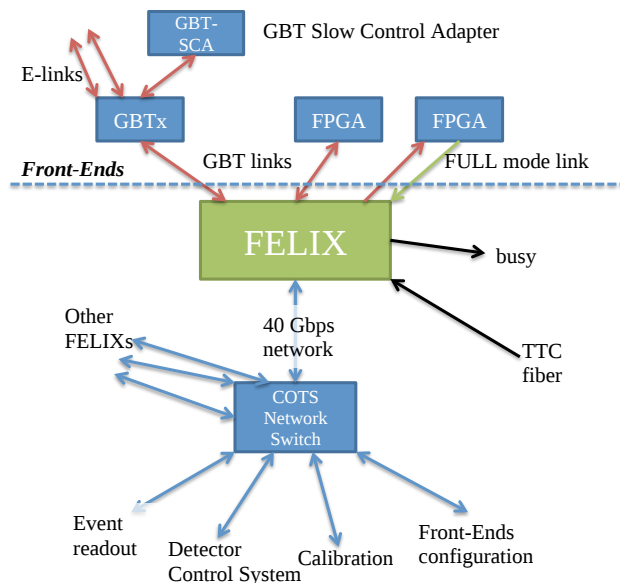 GBT-
SCA
GBT Slow Control Adapter
E-links
GBTx
FPGA
FPGA
Front-Ends
GBT links
FULL mode link
FELIX
busy
Other
FELIXs
40 Gbps
network
TTC
fiber
COTS
Network
Switch
Event
readout
Detector
Control System
Calibration
Front-Ends
configuration